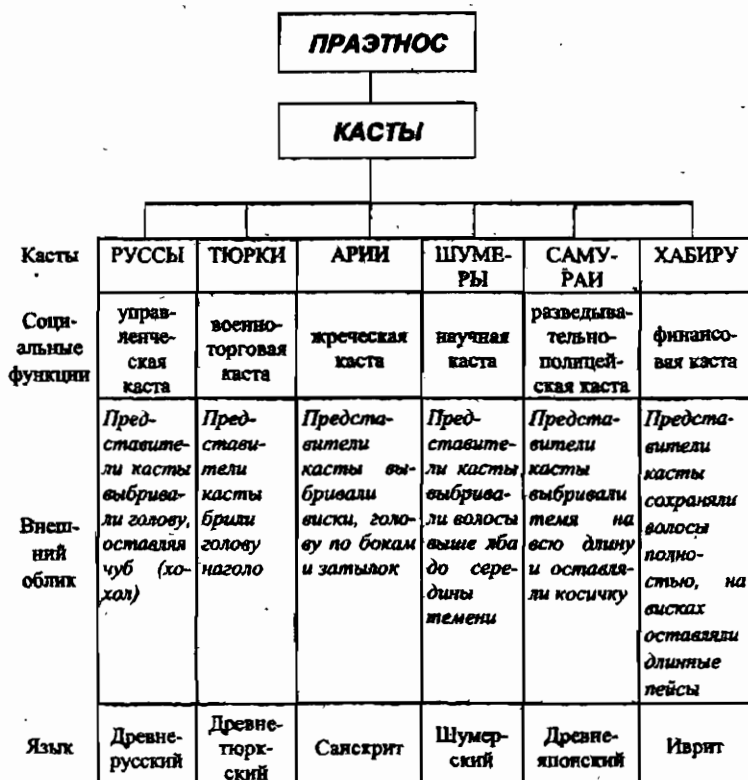 ПРАЭТНОС
КАСТЫ
Касты
РУССЫ
ТЮРКИ
АРИИ
ШУМЕ-
РЫ
САМУ-
РАИ
ХАБИРУ
Соци-
альные
функции
управ-
ленче-
ская
каста
военно-
торговая
каста
жреческая
каста
научная
каста
разведыва-
тельно-
полицей-
ская каста
финансо-
вая каста
Внеш-
ний
облик
Пред-
ставите-
ли касты
выбрива-
ли голову,
оставляя
чуб (хо-
хол)
Пред-
стави-
тели
касты
брили
голову
наголо
Предста-
вители
касты вы-
бривали
виски, голо-
ву по бокам
и затылок
Пред-
ставите-
ли касты
выбрива-
ли волосы
выше лба
до сере-
дины
темени
Предста-
вители
касты
выбривали
темя на
всю длину
и оставля-
ли косичку
Предста-
вители
касты
сохраняли
волосы
полно-
стью, на
висках
оставляли
длинные
пейсы
Язык
Древне-
русский
Древне-
тюрк-
ский
Санскрит
Шумер-
ский
Древне-
японский
Иврит